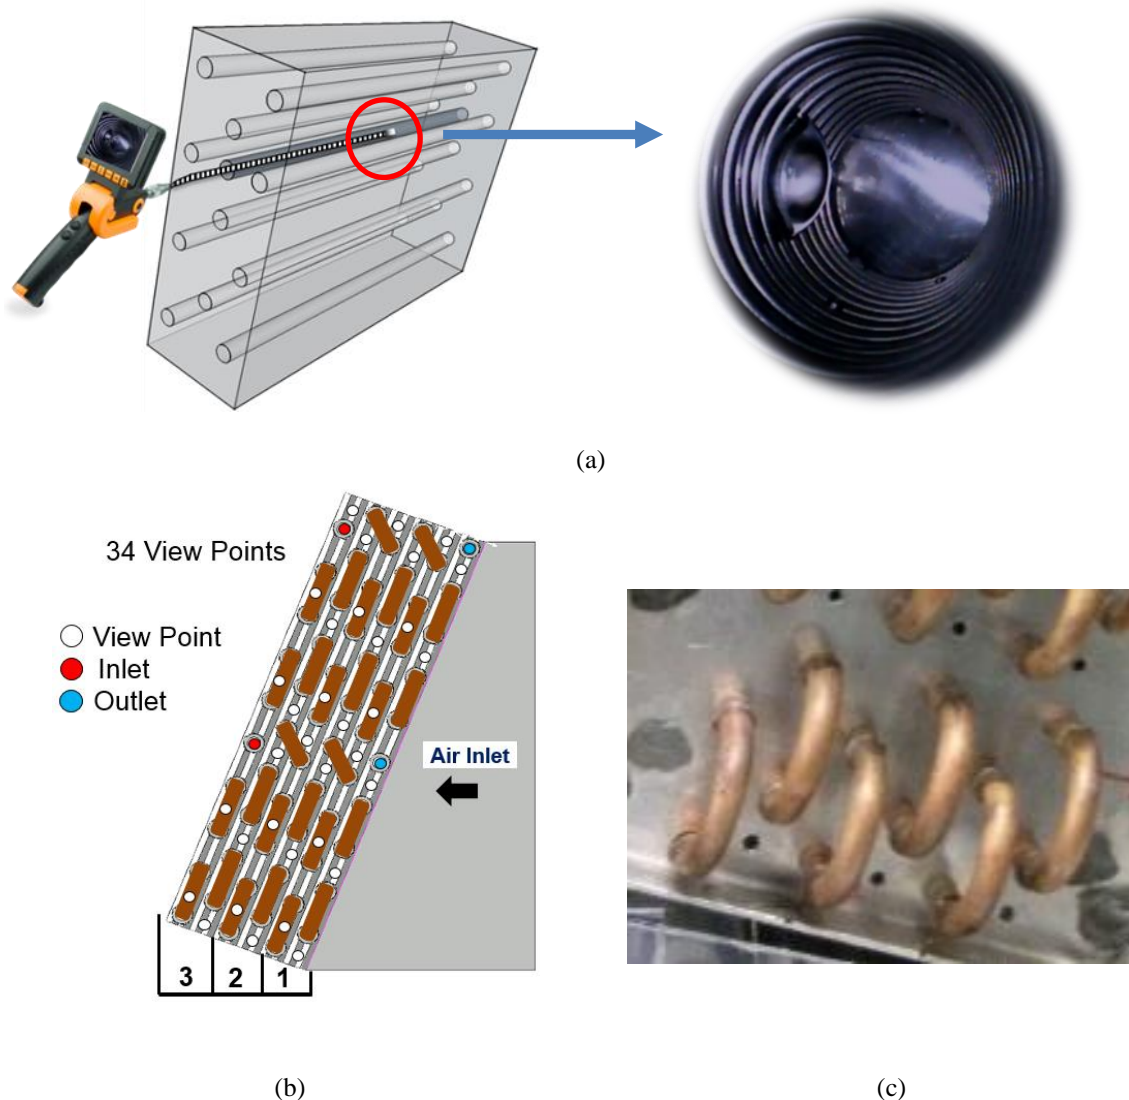 (a)
34 View Points
View Point
Inlet
Outlet
Air Inlet
3 2 1
(b)
(c)